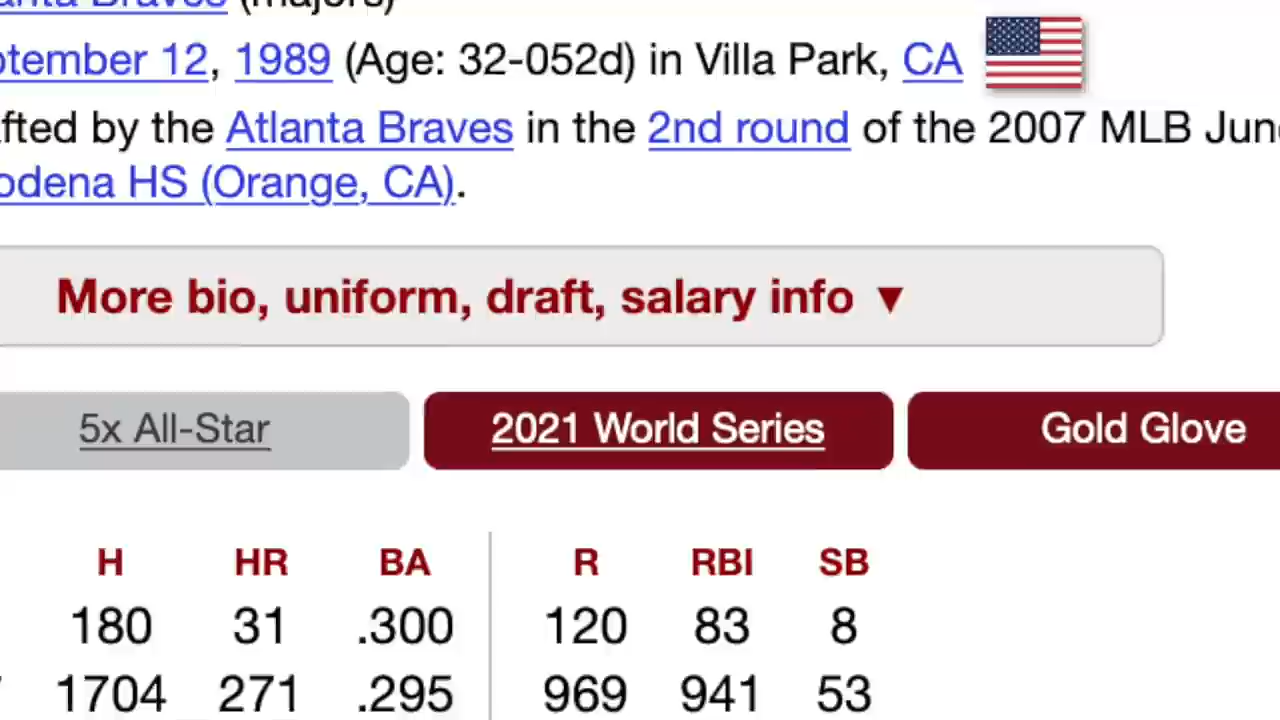 anta Braves (majors)
ptember 12, 1989 (Age: 32-052d) in Villa Park, CA
fted by the Atlanta Braves in the 2nd round of the 2007 MLB Jun
odena HS (Orange, CA).
More bio, uniform, draft, salary info ▼
5x All-Star 2021 World Series Gold Glove
H HR BA R RBI SB
180 31 .300 120 83 8
1704 271 .295 969 941 53